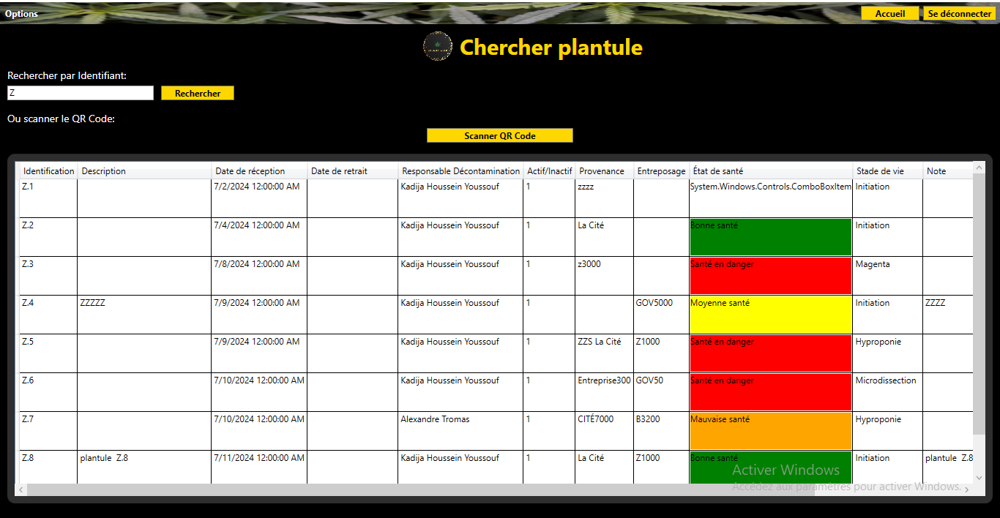 Options Accueil Se déconnecter
Chercher plantule
Rechercher par Identifiant:
Z Rechercher
Ou scanner le QR Code:
Scanner QR Code
Identification Description Date de réception Date de retrait Responsable Décontamination Actif/Inactif Provenance Entreposage État de santé Stade de vie Note
Z.1 7/2/2024 12:00:00 AM Kadija Houssein Youssouf 1 zzzz System.Windows.Controls.ComboBoxItem Initiation
Z.2 7/4/2024 12:00:00 AM Kadija Houssein Youssouf 1 La Cité Bonne santé Initiation
Z.3 7/8/2024 12:00:00 AM Kadija Houssein Youssouf 1 z3000 Santé en danger Magenta
Z.4 ZZZZZ 7/9/2024 12:00:00 AM Kadija Houssein Youssouf 1 GOV5000 Moyenne santé Initiation ZZZZ
Z.5 7/9/2024 12:00:00 AM Kadija Houssein Youssouf 1 ZZS La Cité Z1000 Santé en danger Hyproponie
Z.6 7/10/2024 12:00:00 AM Kadija Houssein Youssouf 1 Entreprise300 GOV50 Santé en danger Microdissection
Z.7 7/10/2024 12:00:00 AM Alexandre Tromas 1 CITÉ7000 B3200 Mauvaise santé Hyproponie
Z.8 plantule Z.8 7/11/2024 12:00:00 AM Kadija Houssein Youssouf 1 La Cité Z1000 Bonne santé Initiation plantule Z.8
Activer Windows
Accédez aux paramètres pour activer Windows.